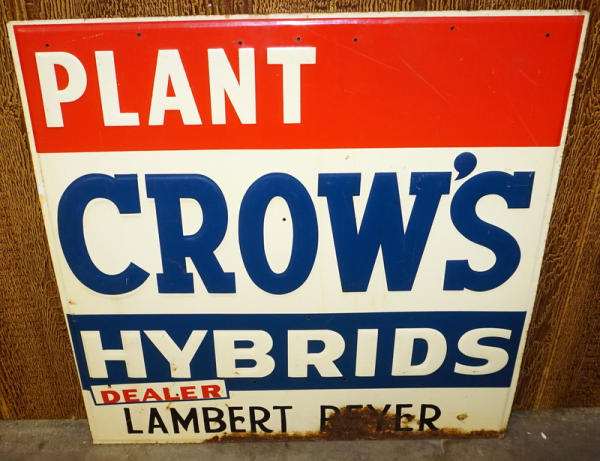 PLANT
CROW'S
HYBRIDS
DEALER
LAMBERT BEYER